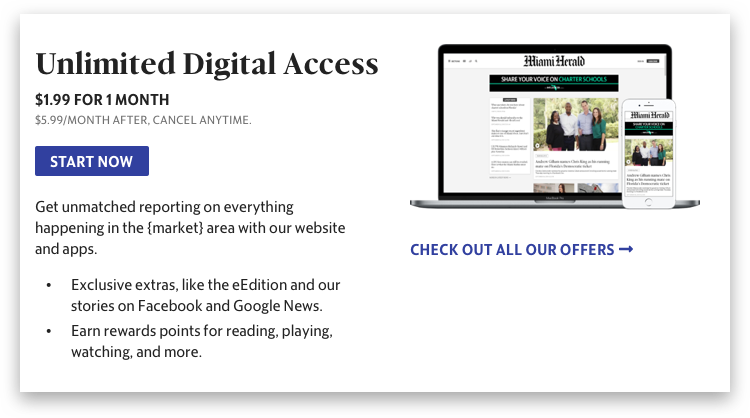 Unlimited Digital Access
$1.99 FOR 1 MONTH
$5.99/MONTH AFTER, CANCEL ANYTIME.
START NOW
Get unmatched reporting on everything
happening in the {market} area with our website
and apps.
• Exclusive extras, like the eEdition and our
stories on Facebook and Google News.
• Earn rewards points for reading, playing,
watching, and more.
Miami Herald
SHARE YOUR VOICE ON CHARTER SCHOOLS
Andrew Gillum names Chris King as his running
mate on Florida's Democratic ticket
Miami Herald
SHARE YOUR VOICE ON
CHARTER SCHOOLS
Andrew Gillum names Chris
King as his running mate on
CHECK OUT ALL OUR OFFERS →